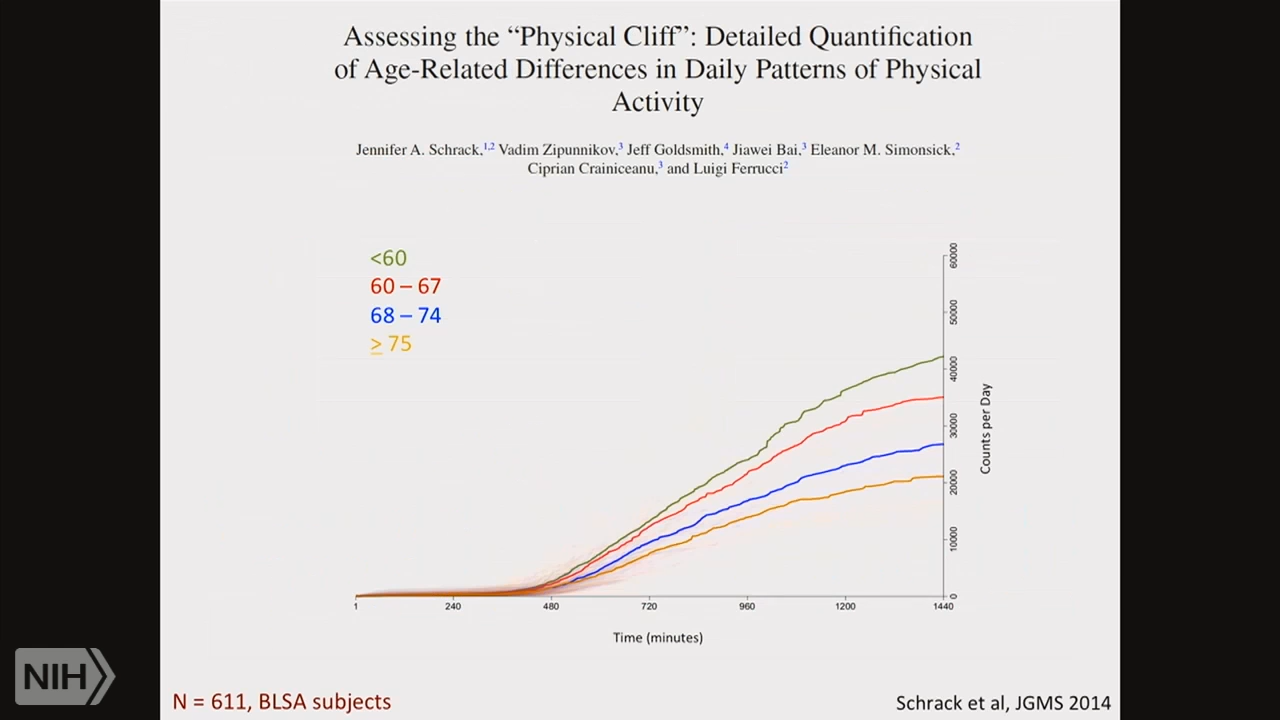 Assessing the “Physical Cliff”: Detailed Quantification
of Age-Related Differences in Daily Patterns of Physical
Activity
Jennifer A. Schrack,1,2 Vadim Zipunnikov,3 Jeff Goldsmith,4 Jiawei Bai,3 Eleanor M. Simonsick,2
Ciprian Crainiceanu,3 and Luigi Ferrucci2
<60
60 – 67
68 – 74
≥ 75
60000
50000
40000
30000
20000
10000
0
Counts per Day
1 240 480 720 960 1200 1440
Time (minutes)
NIH
N = 611, BLSA subjects
Schrack et al, JGMS 2014